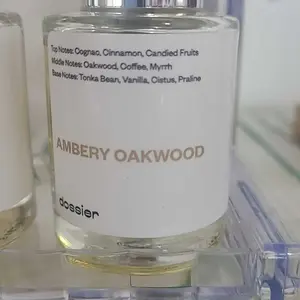 Top Notes: Cognac, Cinnamon, Candied Fruits
Middle Notes: Oakwood, Coffee, Myrrh
Base Notes: Tonka Bean, Vanilla, Cistus, Praline
AMBERY OAKWOOD
dossier